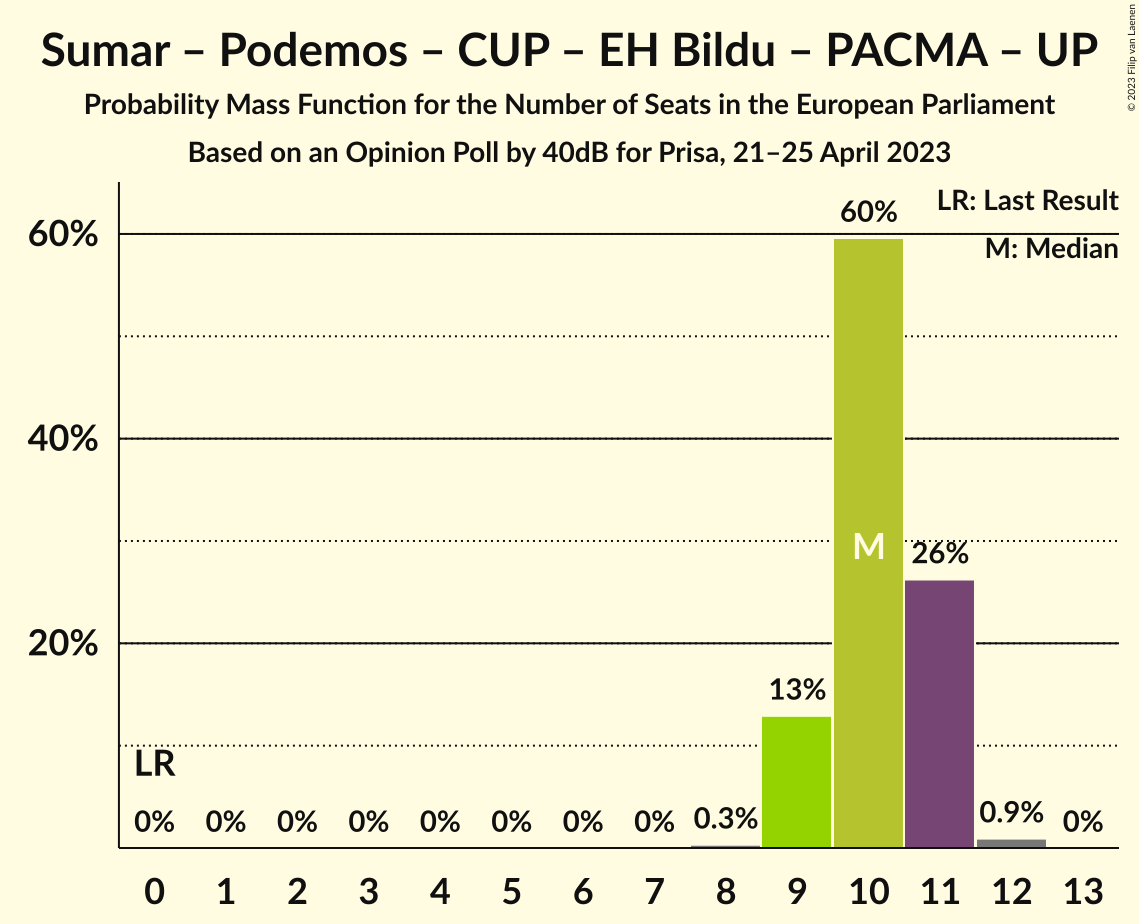 Sumar – Podemos – CUP – EH Bildu – PACMA – UP
Probability Mass Function for the Number of Seats in the European Parliament
Based on an Opinion Poll by 40dB for Prisa, 21–25 April 2023
© 2023 Filip van Laenen
LR: Last Result
M: Median
60%
40%
20%
LR
M
0% 0% 0% 0% 0% 0% 0% 0% 0.3% 13% 60% 26% 0.9% 0%
0 1 2 3 4 5 6 7 8 9 10 11 12 13